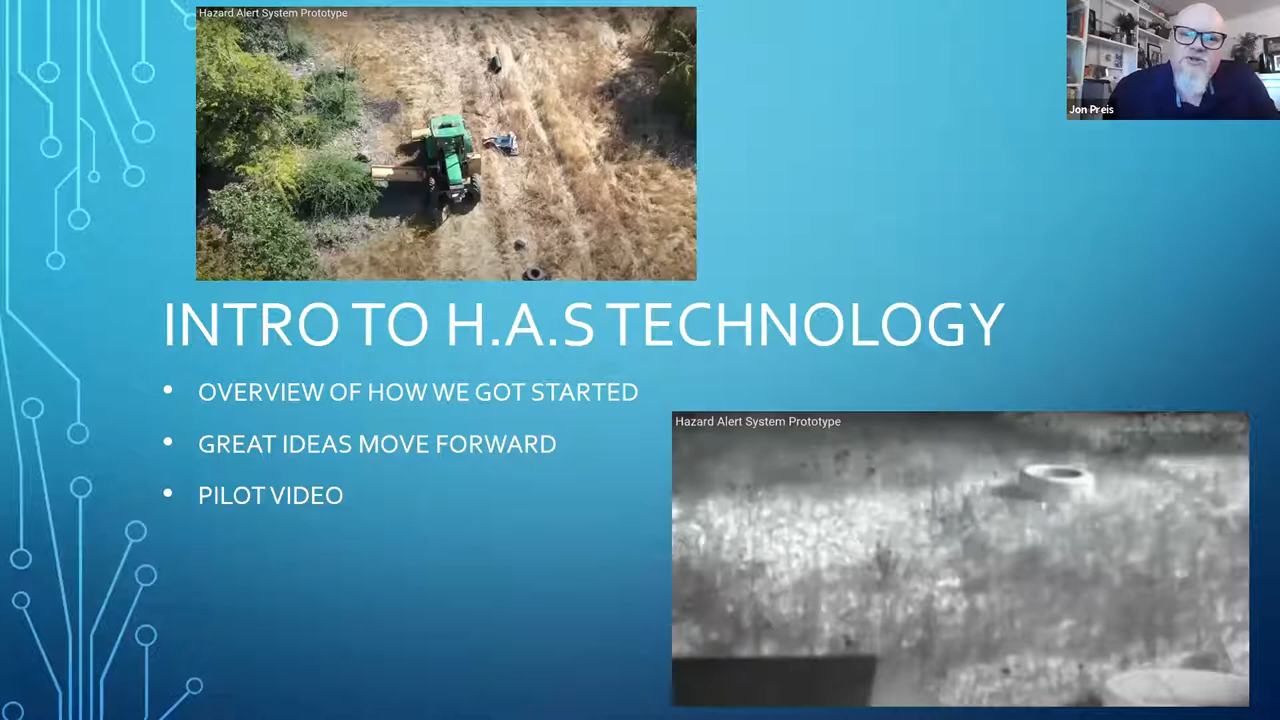 Hazard Alert System Prototype
Jon Preis
INTRO TO H.A.S TECHNOLOGY
• OVERVIEW OF HOW WE GOT STARTED
• GREAT IDEAS MOVE FORWARD
• PILOT VIDEO
Hazard Alert System Prototype